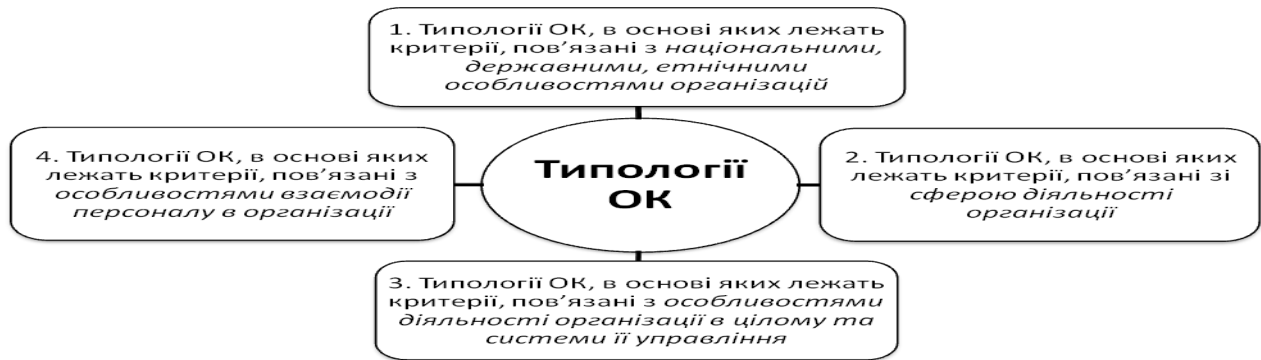 1. Типології ОК, в основі яких лежать
критерії, пов’язані з національними,
державними, етнічними
особливостями організацій
4. Типології ОК, в основі яких
лежать критерії, пов’язані з
особливостями взаємодії
персоналу в організації
Типології
ОК
2. Типології ОК, в основі яких
лежать критерії, пов’язані зі
сферою діяльності
організації
3. Типології ОК, в основі яких лежать
критерії, пов’язані з особливостями
діяльності організації в цілому та
системи її управління